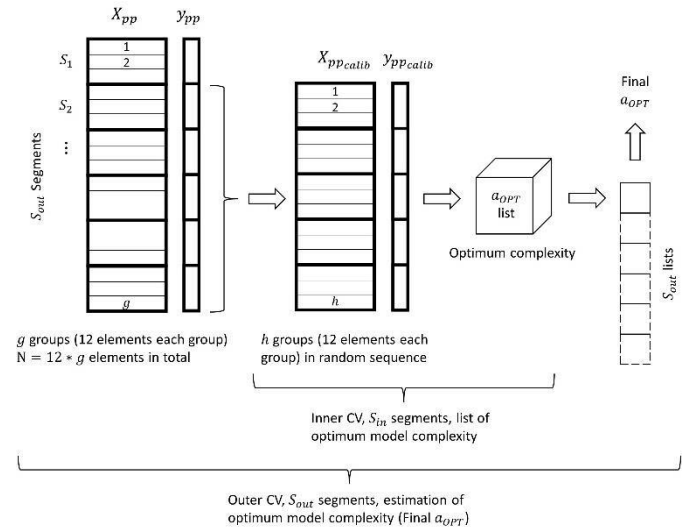 X_pp y_pp
1
2
S_1
S_2
...
S_out Segments
g
g groups (12 elements each group)
N = 12 * g elements in total
X_pp_calib y_pp_calib
1
2
h
h groups (12 elements each
group) in random sequence
a_OPT
list
Optimum complexity
Final
a_OPT
S_out lists
Inner CV, S_in segments, list of
optimum model complexity
Outer CV, S_out segments, estimation of
optimum model complexity (Final a_OPT)